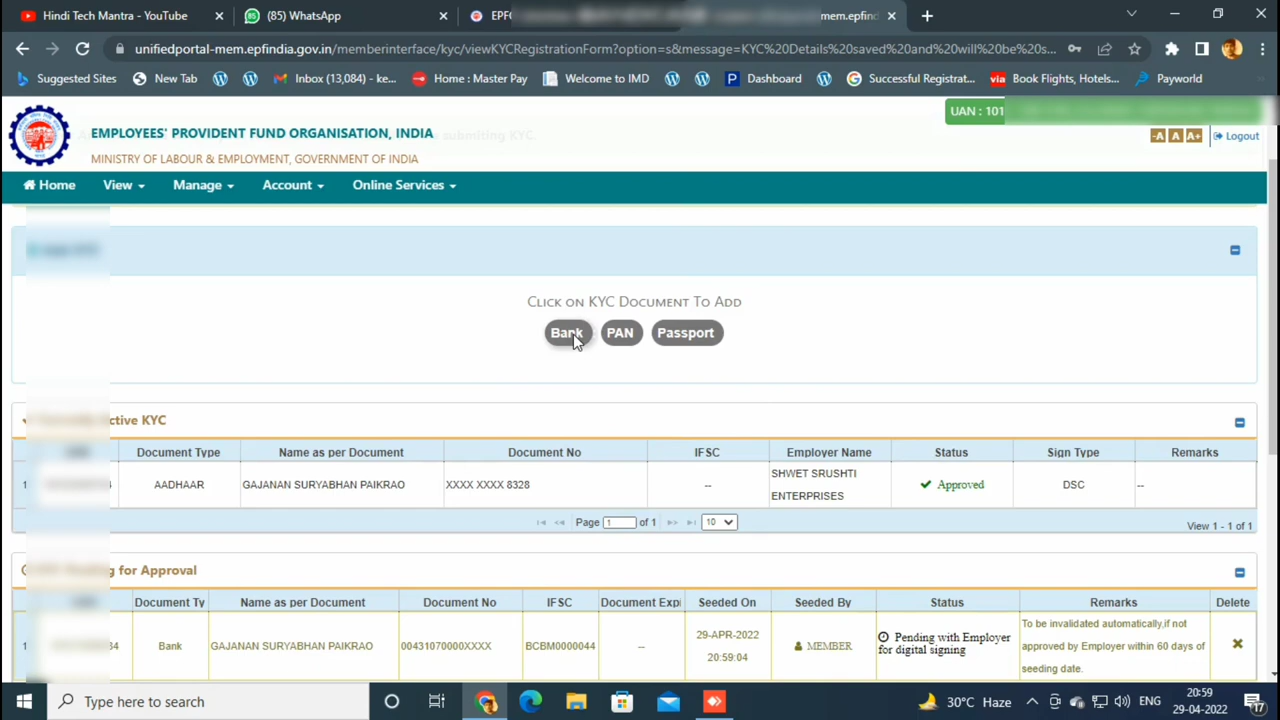 Hindi Tech Mantra - YouTube
(85) WhatsApp
EPFC
mem.epfind
unifiedportal-mem.epfindia.gov.in/memberinterface/kyc/viewKYCRegistrationForm?option=s&message=KYC%20Details%20saved%20and%20will%20be%20s...
Suggested Sites
New Tab
Inbox (13,084) - ke...
Home : Master Pay
Welcome to IMD
Dashboard
Successful Registrat...
via Book Flights, Hotels...
Payworld
UAN : 101
EMPLOYEES' PROVIDENT FUND ORGANISATION, INDIA
submiting KYC.
MINISTRY OF LABOUR & EMPLOYMENT, GOVERNMENT OF INDIA
-A A A+ Logout
Home View Manage Account Online Services
Click on KYC Document To Add
Bank PAN Passport
ctive KYC
Document Type Name as per Document Document No IFSC Employer Name Status Sign Type Remarks
1 AADHAAR GAJANAN SURYABHAN PAIKRAO XXXX XXXX 8328 -- SHWET SRUSHTI Approved DSC --
ENTERPRISES
Page 1 of 1 10
View 1 - 1 of 1
for Approval
Document Ty Name as per Document Document No IFSC Document Expi Seeded On Seeded By Status Remarks Delete
1 Bank GAJANAN SURYABHAN PAIKRAO 00431070000XXXX BCBM0000044 -- 29-APR-2022 MEMBER Pending with Employer To be invalidated automatically,if not
20:59:04 for digital signing approved by Employer within 60 days of
seeding date.
Type here to search
30°C Haze
ENG
20:59
29-04-2022
17